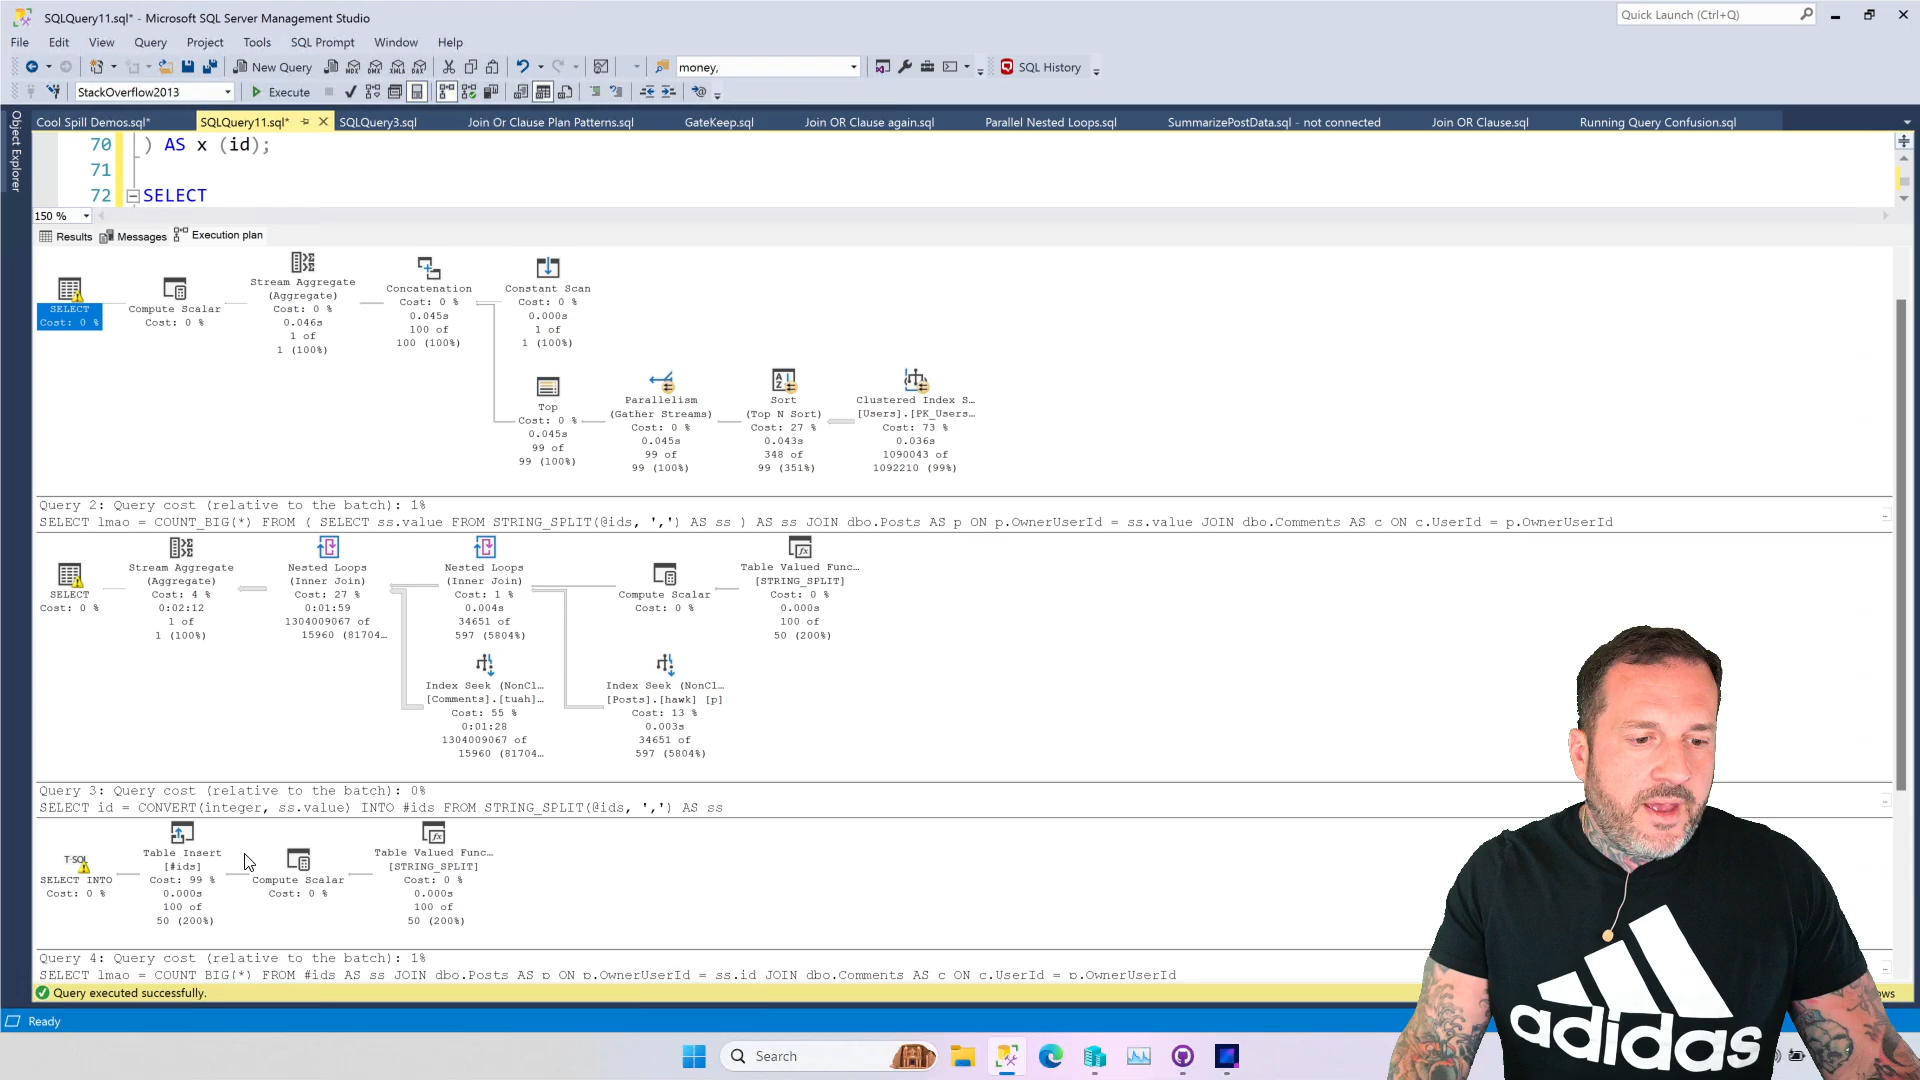 SQLQuery11.sql* - Microsoft SQL Server Management Studio
Quick Launch (Ctrl+Q)
File Edit View Query Project Tools SQL Prompt Window Help
New Query
money,
SQL History
StackOverflow2013
Execute
Object Explorer
Cool Spill Demos.sql* SQLQuery11.sql* SQLQuery3.sql Join Or Clause Plan Patterns.sql GateKeep.sql Join OR Clause again.sql Parallel Nested Loops.sql SummarizePostData.sql - not connected Join OR Clause.sql Running Query Confusion.sql
70 ) AS x (id);
71
72 SELECT
150 %
Results Messages Execution plan
SELECT
Cost: 0 %
Compute Scalar
Cost: 0 %
Stream Aggregate
(Aggregate)
Cost: 0 %
0.046s
1 of
1 (100%)
Concatenation
Cost: 0 %
0.045s
100 of
100 (100%)
Constant Scan
Cost: 0 %
0.000s
1 of
1 (100%)
Top
Cost: 0 %
0.045s
99 of
99 (100%)
Parallelism
(Gather Streams)
Cost: 0 %
0.045s
99 of
99 (100%)
Sort
(Top N Sort)
Cost: 27 %
0.043s
348 of
99 (351%)
Clustered Index S...
[Users].[PK_Users...
Cost: 73 %
0.036s
1090043 of
1092210 (99%)
Query 2: Query cost (relative to the batch): 1%
SELECT lmao = COUNT_BIG(*) FROM ( SELECT ss.value FROM STRING_SPLIT(@ids, ',') AS ss ) AS ss JOIN dbo.Posts AS p ON p.OwnerUserId = ss.value JOIN dbo.Comments AS c ON c.UserId = p.OwnerUserId
SELECT
Cost: 0 %
Stream Aggregate
(Aggregate)
Cost: 4 %
0:02:12
1 of
1 (100%)
Nested Loops
(Inner Join)
Cost: 27 %
0:01:59
1304009067 of
15960 (81704...
Nested Loops
(Inner Join)
Cost: 1 %
0.004s
34651 of
597 (5804%)
Compute Scalar
Cost: 0 %
Table Valued Func...
[STRING_SPLIT]
Cost: 0 %
0.000s
100 of
50 (200%)
Index Seek (NonCl...
[Comments].[tuah]...
Cost: 55 %
0:01:28
1304009067 of
15960 (81704...
Index Seek (NonCl...
[Posts].[hawk] [p]
Cost: 13 %
0.003s
34651 of
597 (5804%)
Query 3: Query cost (relative to the batch): 0%
SELECT id = CONVERT(integer, ss.value) INTO #ids FROM STRING_SPLIT(@ids, ',') AS ss
T-SQL
SELECT INTO
Cost: 0 %
Table Insert
[#ids]
Cost: 99 %
0.000s
100 of
50 (200%)
Compute Scalar
Cost: 0 %
Table Valued Func...
[STRING_SPLIT]
Cost: 0 %
0.000s
100 of
50 (200%)
Query 4: Query cost (relative to the batch): 1%
SELECT lmao = COUNT_BIG(*) FROM #ids AS ss JOIN dbo.Posts AS p ON p.OwnerUserId = ss.id JOIN dbo.Comments AS c ON c.UserId = p.OwnerUserId
Query executed successfully.
Ready
Search
adidas